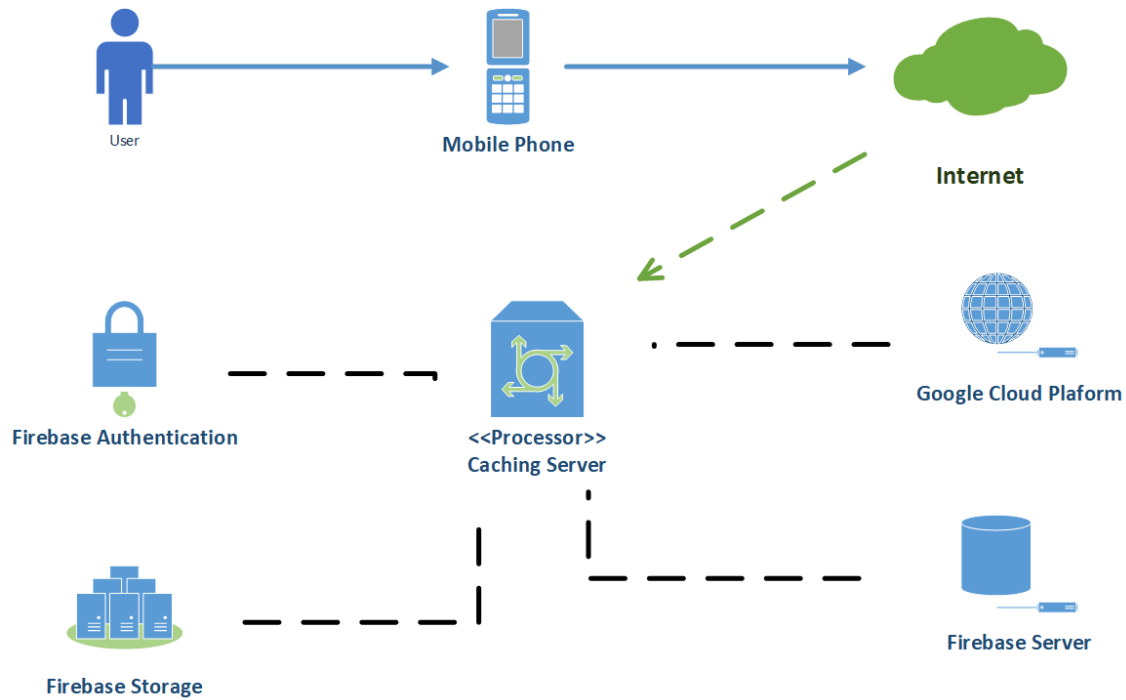 User
Mobile Phone
Internet
Firebase Authentication
<<Processor>>
Caching Server
Google Cloud Plaform
Firebase Storage
Firebase Server